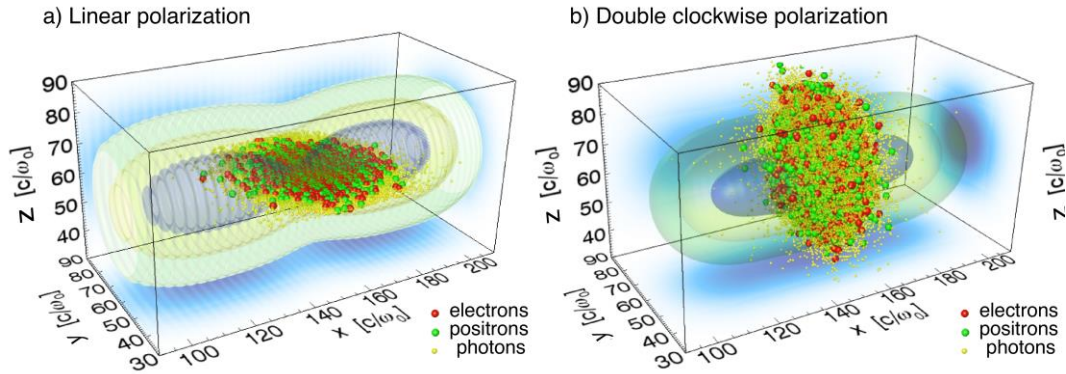 a) Linear polarization
90
80
70
60
50
40
Z [c/ω₀]
90
80
70
60
50
40
30
y [c/ω₀]
100
120
140
160
180
200
x [c/ω₀]
electrons
positrons
photons
b) Double clockwise polarization
90
80
70
60
50
40
Z [c/ω₀]
90
80
70
60
50
40
30
y [c/ω₀]
100
120
140
160
180
200
x [c/ω₀]
electrons
positrons
photons
Z [c/ω₀]